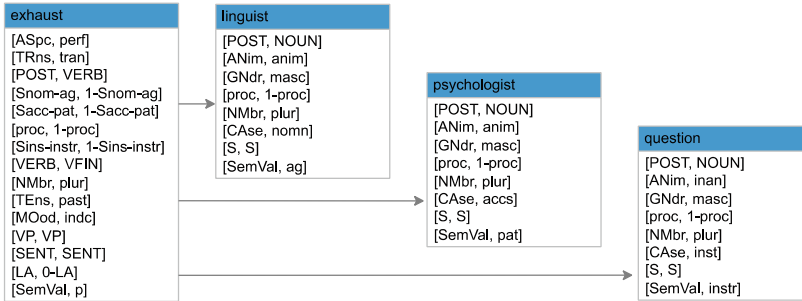 exhaust
[ASpc, perf]
[TRns, tran]
[POST, VERB]
[Snom-ag, 1-Snom-ag]
[Sacc-pat, 1-Sacc-pat]
[proc, 1-proc]
[Sins-instr, 1-Sins-instr]
[VERB, VFIN]
[NMbr, plur]
[TEns, past]
[MOod, indc]
[VP, VP]
[SENT, SENT]
[LA, 0-LA]
[SemVal, p]
linguist
[POST, NOUN]
[ANim, anim]
[GNdr, masc]
[proc, 1-proc]
[NMbr, plur]
[CAse, nomn]
[S, S]
[SemVal, ag]
psychologist
[POST, NOUN]
[ANim, anim]
[GNdr, masc]
[proc, 1-proc]
[NMbr, plur]
[CAse, accs]
[S, S]
[SemVal, pat]
question
[POST, NOUN]
[ANim, inan]
[GNdr, masc]
[proc, 1-proc]
[NMbr, plur]
[CAse, inst]
[S, S]
[SemVal, instr]